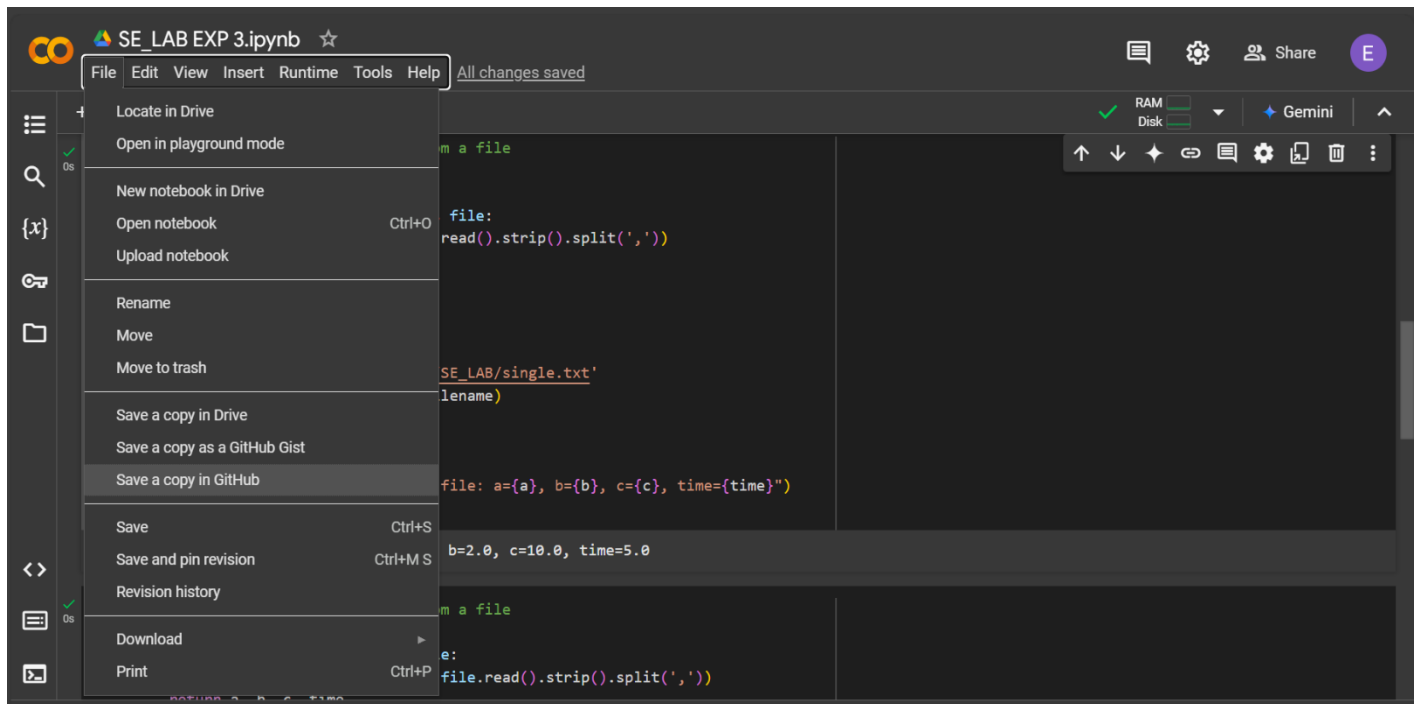 SE_LAB EXP 3.ipynb
File Edit View Insert Runtime Tools Help All changes saved
Share
E
RAM
Disk
Gemini
Locate in Drive
Open in playground mode
New notebook in Drive
Open notebook Ctrl+O
Upload notebook
Rename
Move
Move to trash
Save a copy in Drive
Save a copy as a GitHub Gist
Save a copy in GitHub
Save Ctrl+S
Save and pin revision Ctrl+M S
Revision history
Download
Print Ctrl+P
{x}
0s
m a file
file:
read().strip().split(','))
SE_LAB/single.txt'
lename)
file: a={a}, b={b}, c={c}, time={time}")
b=2.0, c=10.0, time=5.0
0s
m a file
e:
file.read().strip().split(','))
return a, b, c, time